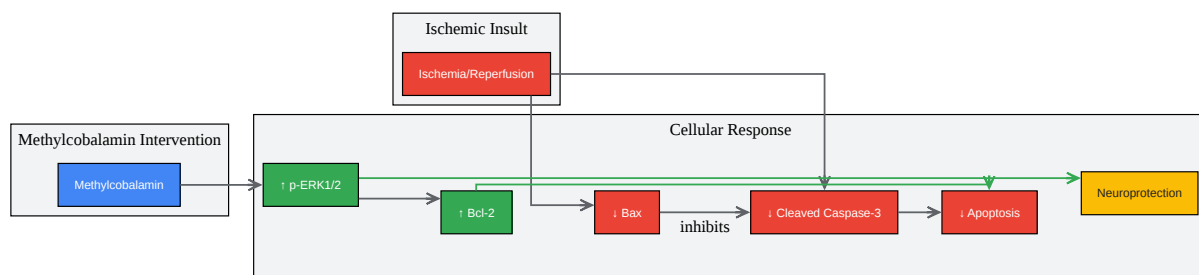 Ischemic Insult
Ischemia/Reperfusion
Methylcobalamin Intervention
Methylcobalamin
Cellular Response
↑ p-ERK1/2
↑ Bcl-2
↓ Bax
inhibits
↓ Cleaved Caspase-3
↓ Apoptosis
Neuroprotection